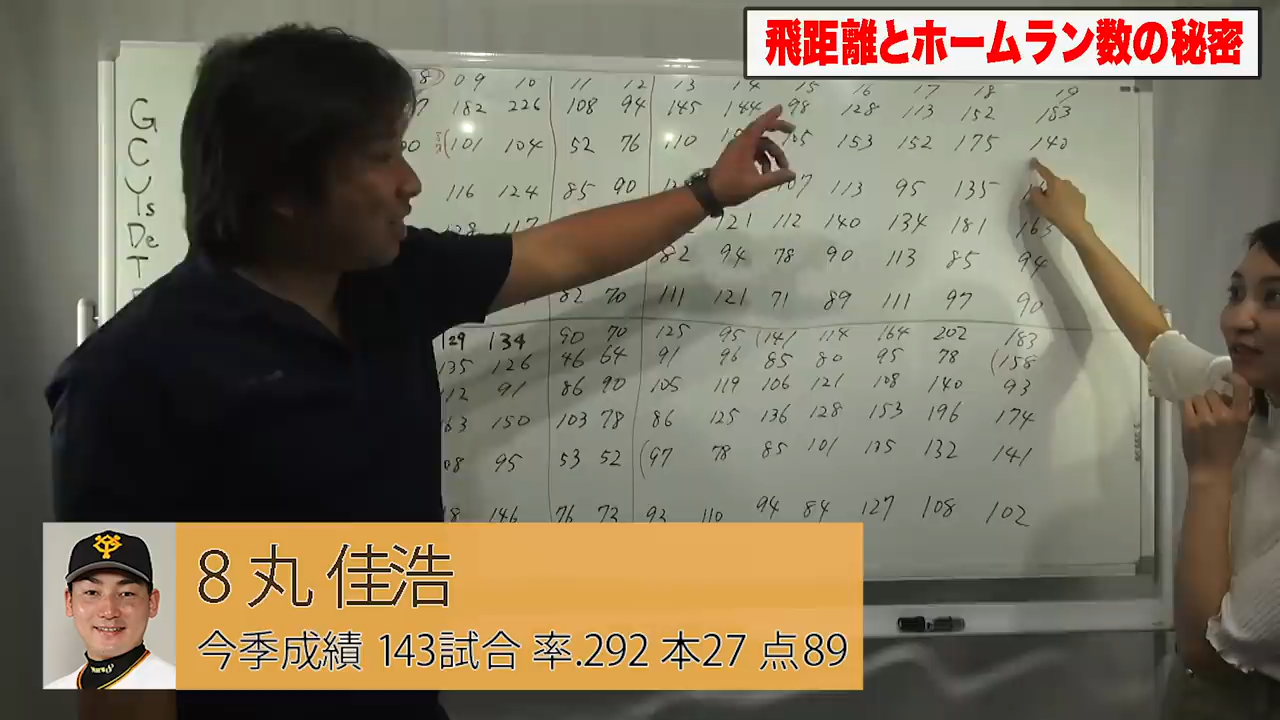 飛距離とホームラン数の秘密
8) 09 10 11 12 13 14 15 16 17 18 19
G 182 226 108 94 145 144 98 128 113 152 183
C 00 (101 104 52 76 110 153 152 175 140
Y 116 124 85 90 107 113 95 135
Ys 121 112 140 134 181 163
De 82 94 78 90 113 85 94
T 82 70 111 121 71 89 111 97 90
129 134 90 70 125 95 (141 114 164 202 183
135 126 46 64 91 96 85 80 95 78 (158
112 91 86 90 105 119 106 121 108 140 93
63 150 103 78 86 125 136 128 153 196 174
08 95 53 52 (97 78 85 101 135 132 141
8 146 76 73 93 110 94 84 127 108 102
8 丸 佳浩
今季成績 143試合 率.292 本27 点89